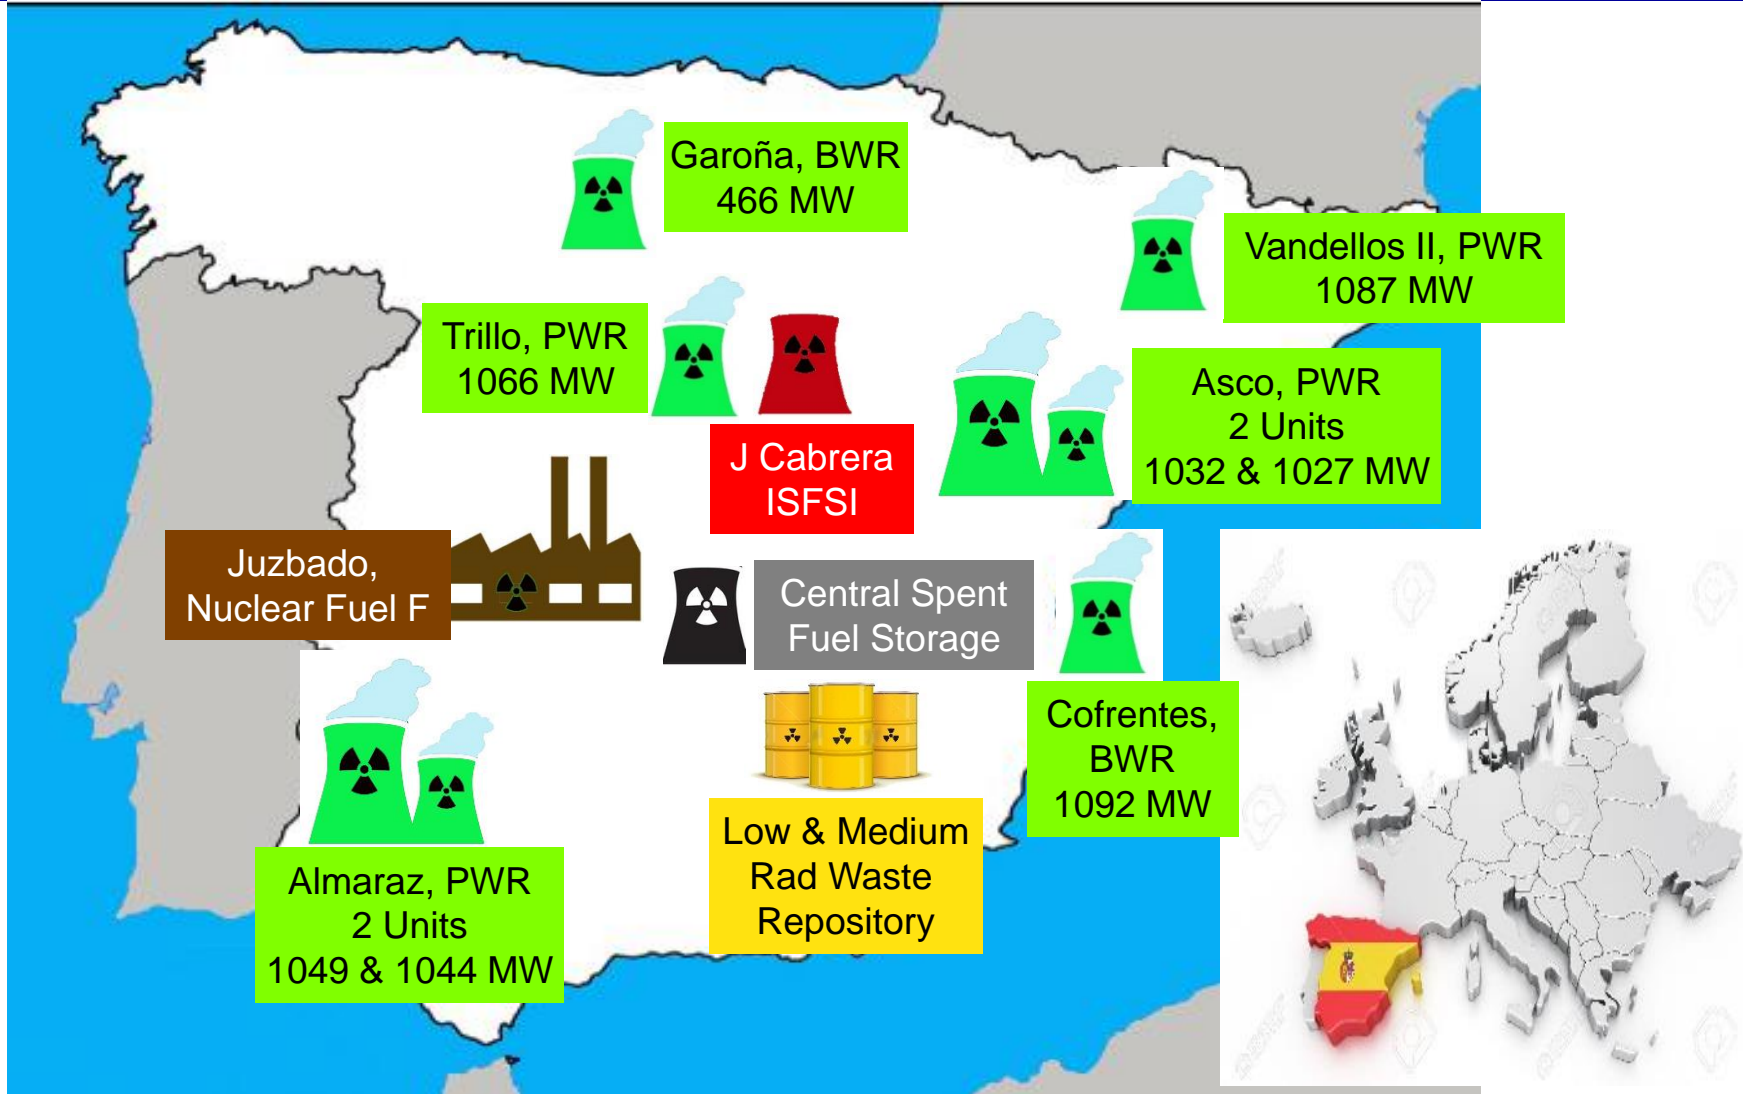 Garoña, BWR
466 MW
Vandellos II, PWR
1087 MW
Trillo, PWR
1066 MW
Asco, PWR
2 Units
1032 & 1027 MW
J Cabrera
ISFSI
Juzbado,
Nuclear Fuel F
Central Spent
Fuel Storage
Cofrentes,
BWR
1092 MW
Low & Medium
Rad Waste
Repository
Almaraz, PWR
2 Units
1049 & 1044 MW